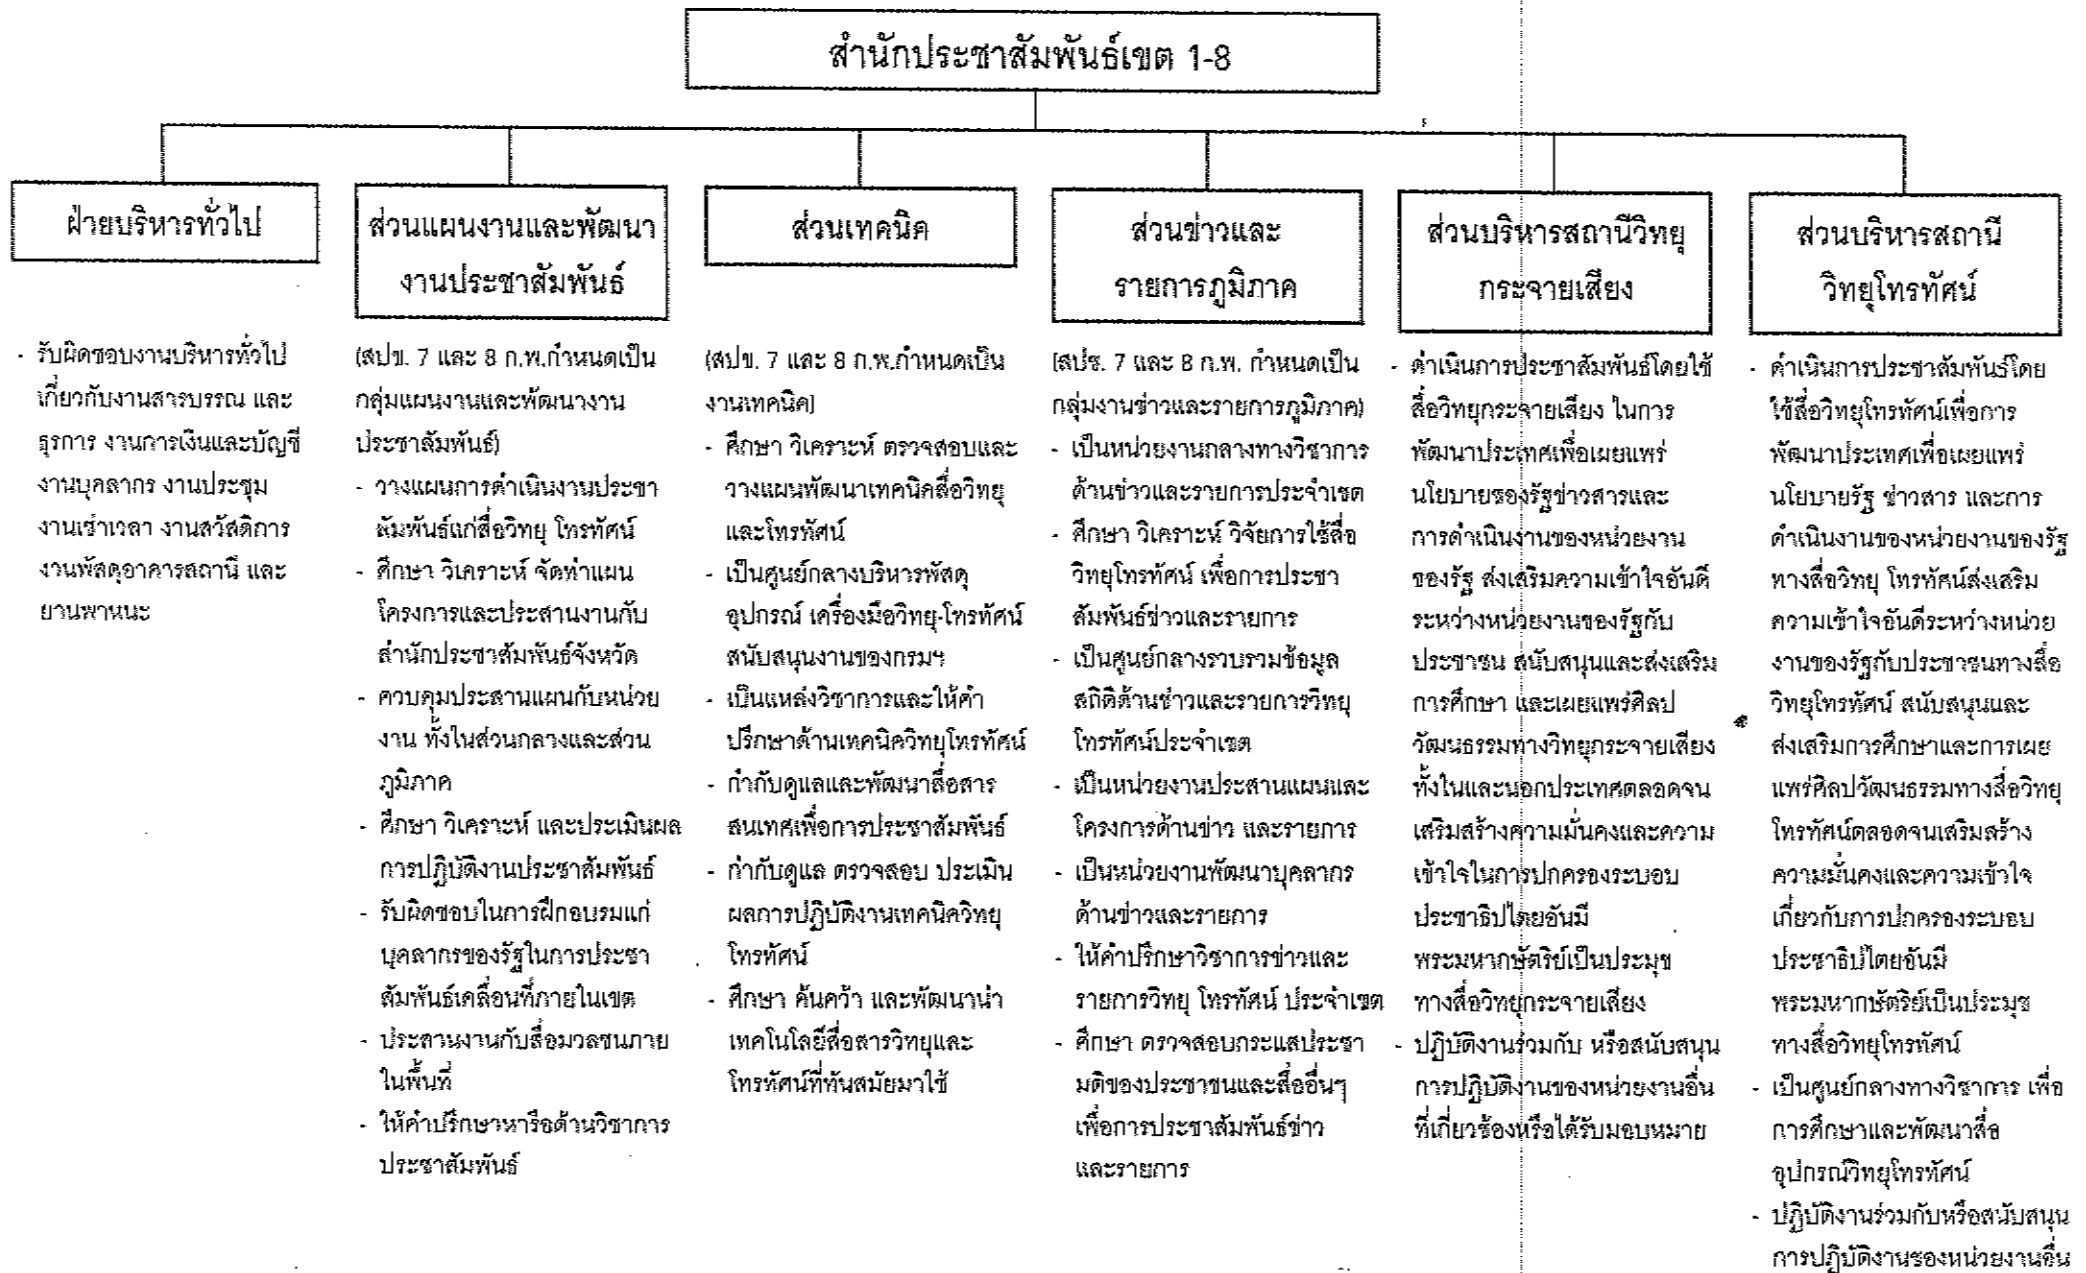 สำนักประชาสัมพันธ์เขต 1-8
ฝ่ายบริหารทั่วไป
- รับผิดชอบงานบริหารทั่วไป
เกี่ยวกับงานสารบรรณ และ
ธุรการ งานการเงินและบัญชี
งานบุคลากร งานประชุม
งานเช่าเวลา งานสวัสดิการ
งานพัสดุอาคารสถานี และ
ยานพาหนะ
ส่วนแผนงานและพัฒนา
งานประชาสัมพันธ์
(สปข. 7 และ 8 ก.พ.กำหนดเป็น
กลุ่มแผนงานและพัฒนางาน
ประชาสัมพันธ์)
- วางแผนการดำเนินงานประชา
สัมพันธ์แก่สื่อวิทยุ โทรทัศน์
- ศึกษา วิเคราะห์ จัดทำแผน
โครงการและประสานงานกับ
สำนักประชาสัมพันธ์จังหวัด
- ควบคุมประสานแผนกับหน่วย
งาน ทั้งในส่วนกลางและส่วน
ภูมิภาค
- ศึกษา วิเคราะห์ และประเมินผล
การปฏิบัติงานประชาสัมพันธ์
- รับผิดชอบในการฝึกอบรมแก่
บุคลากรของรัฐในการประชา
สัมพันธ์เคลื่อนที่ภายในเขต
- ประสานงานกับสื่อมวลชนภาย
ในพื้นที่
- ให้คำปรึกษาหารือด้านวิชาการ
ประชาสัมพันธ์
ส่วนเทคนิค
(สปข. 7 และ 8 ก.พ.กำหนดเป็น
งานเทคนิค)
- ศึกษา วิเคราะห์ ตรวจสอบและ
วางแผนพัฒนาเทคนิคสื่อวิทยุ
และโทรทัศน์
- เป็นศูนย์กลางบริหารพัสดุ
อุปกรณ์ เครื่องมือวิทยุ-โทรทัศน์
สนับสนุนงานของกรมฯ
- เป็นแหล่งวิชาการและให้คำ
ปรึกษาด้านเทคนิควิทยุโทรทัศน์
- กำกับดูแลและพัฒนาสื่อสาร
สนเทศเพื่อการประชาสัมพันธ์
- กำกับดูแล ตรวจสอบ ประเมิน
ผลการปฏิบัติงานเทคนิควิทยุ
โทรทัศน์
- ศึกษา ค้นคว้า และพัฒนานำ
เทคโนโลยีสื่อสารวิทยุและ
โทรทัศน์ที่ทันสมัยมาใช้
ส่วนข่าวและ
รายการภูมิภาค
(สปข. 7 และ 8 ก.พ. กำหนดเป็น
กลุ่มงานข่าวและรายการภูมิภาค)
- เป็นหน่วยงานกลางทางวิชาการ
ด้านข่าวและรายการประจำเขต
- ศึกษา วิเคราะห์ วิจัยการใช้สื่อ
วิทยุโทรทัศน์ เพื่อการประชา
สัมพันธ์ข่าวและรายการ
- เป็นศูนย์กลางรวบรวมข้อมูล
สถิติด้านข่าวและรายการวิทยุ
โทรทัศน์ประจำเขต
- เป็นหน่วยงานประสานแผนและ
โครงการด้านข่าว และรายการ
- เป็นหน่วยงานพัฒนาบุคลากร
ด้านข่าวและรายการ
- ให้คำปรึกษาวิชาการข่าวและ
รายการวิทยุ โทรทัศน์ ประจำเขต
- ศึกษา ตรวจสอบกระแสประชา
มติของประชาชนและสื่ออื่นๆ
เพื่อการประชาสัมพันธ์ข่าว
และรายการ
ส่วนบริหารสถานีวิทยุ
กระจายเสียง
- ดำเนินการประชาสัมพันธ์โดยใช้
สื่อวิทยุกระจายเสียง ในการ
พัฒนาประเทศเพื่อเผยแพร่
นโยบายของรัฐข่าวสารและ
การดำเนินงานของหน่วยงาน
ของรัฐ ส่งเสริมความเข้าใจอันดี
ระหว่างหน่วยงานของรัฐกับ
ประชาชน สนับสนุนและส่งเสริม
การศึกษา และเผยแพร่ศิลป
วัฒนธรรมทางวิทยุกระจายเสียง
ทั้งในและนอกประเทศตลอดจน
เสริมสร้างความมั่นคงและความ
เข้าใจในการปกครองระบอบ
ประชาธิปไตยอันมี
พระมหากษัตริย์เป็นประมุข
ทางสื่อวิทยุกระจายเสียง
- ปฏิบัติงานร่วมกับ หรือสนับสนุน
การปฏิบัติงานของหน่วยงานอื่น
ที่เกี่ยวข้องหรือได้รับมอบหมาย
ส่วนบริหารสถานี
วิทยุโทรทัศน์
- ดำเนินการประชาสัมพันธ์โดย
ใช้สื่อวิทยุโทรทัศน์เพื่อการ
พัฒนาประเทศเพื่อเผยแพร่
นโยบายรัฐ ข่าวสาร และการ
ดำเนินงานของหน่วยงานของรัฐ
ทางสื่อวิทยุ โทรทัศน์ส่งเสริม
ความเข้าใจอันดีระหว่างหน่วย
งานของรัฐกับประชาชนทางสื่อ
วิทยุโทรทัศน์ สนับสนุนและ
ส่งเสริมการศึกษาและการเผย
แพร่ศิลปวัฒนธรรมทางสื่อวิทยุ
โทรทัศน์ตลอดจนเสริมสร้าง
ความมั่นคงและความเข้าใจ
เกี่ยวกับการปกครองระบอบ
ประชาธิปไตยอันมี
พระมหากษัตริย์เป็นประมุข
ทางสื่อวิทยุโทรทัศน์
- เป็นศูนย์กลางทางวิชาการ เพื่อ
การศึกษาและพัฒนาสื่อ
อุปกรณ์วิทยุโทรทัศน์
- ปฏิบัติงานร่วมกับหรือสนับสนุน
การปฏิบัติงานของหน่วยงานอื่น